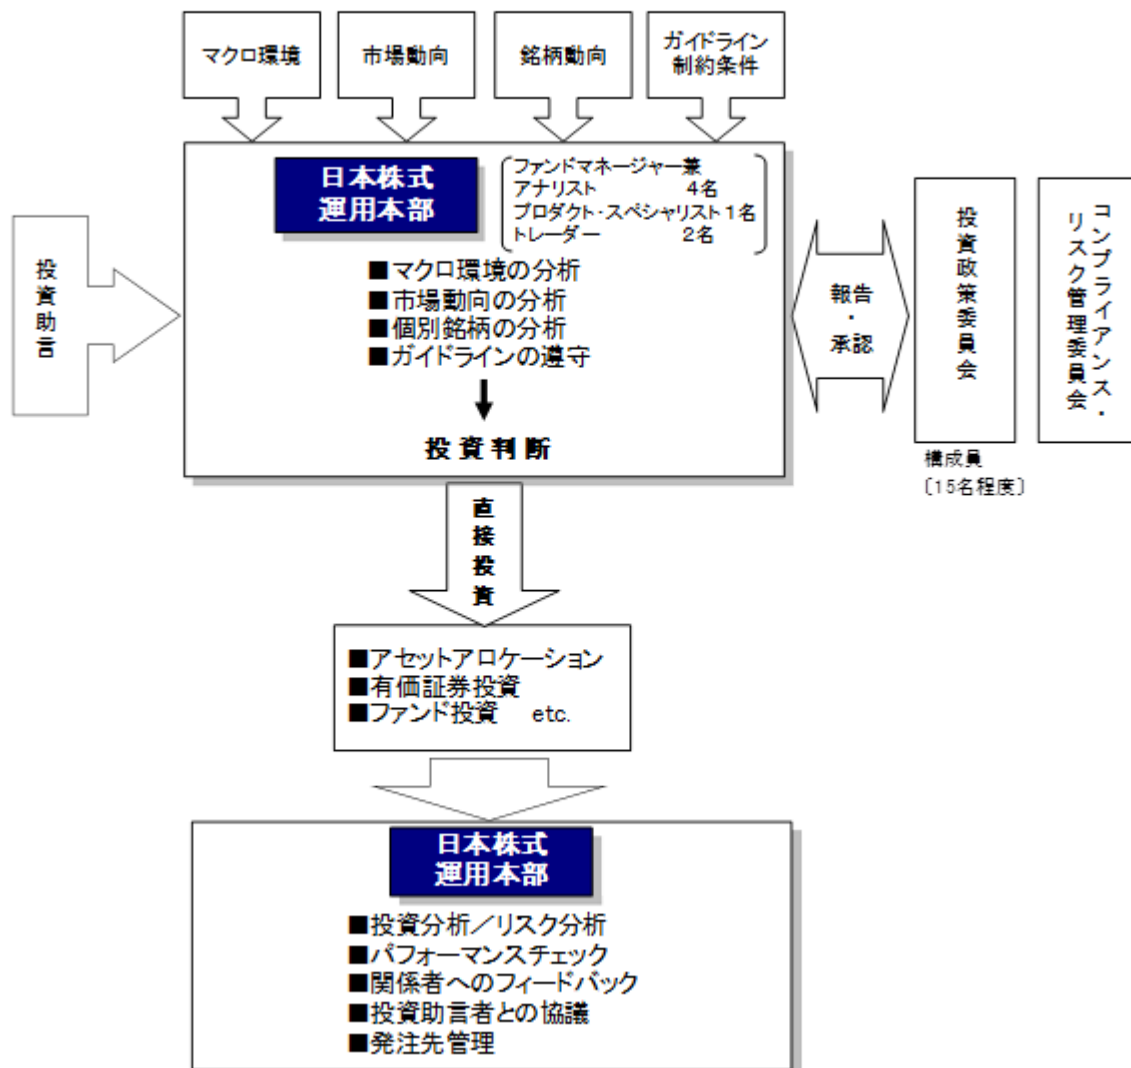 マクロ環境
市場動向
銘柄動向
ガイドライン
制約条件
日本株式
運用本部
ファンドマネージャー兼
アナリスト 4名
プロダクト・スペシャリスト1名
トレーダー 2名
■マクロ環境の分析
■市場動向の分析
■個別銘柄の分析
■ガイドラインの遵守
投資判断
投資助言
報告
・
承認
投資政策委員会
コンプライアンス・
リスク管理委員会
構成員
〔15名程度〕
直接投資
■アセットアロケーション
■有価証券投資
■ファンド投資 etc.
日本株式
運用本部
■投資分析／リスク分析
■パフォーマンスチェック
■関係者へのフィードバック
■投資助言者との協議
■発注先管理